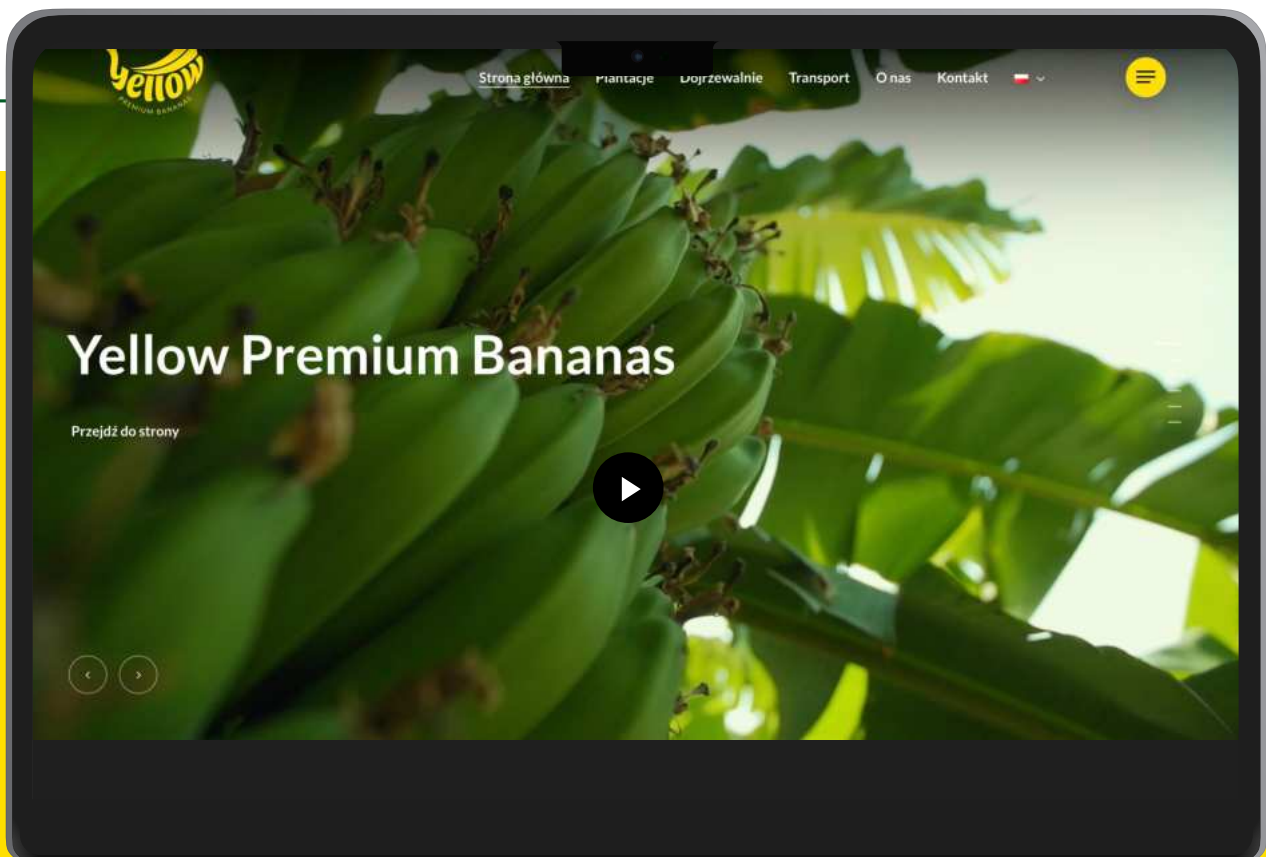 yellow
PREMIUM BANANAS
Strona główna Plantacje Dojrzewalnie Transport O nas Kontakt
Yellow Premium Bananas
Przejdź do strony